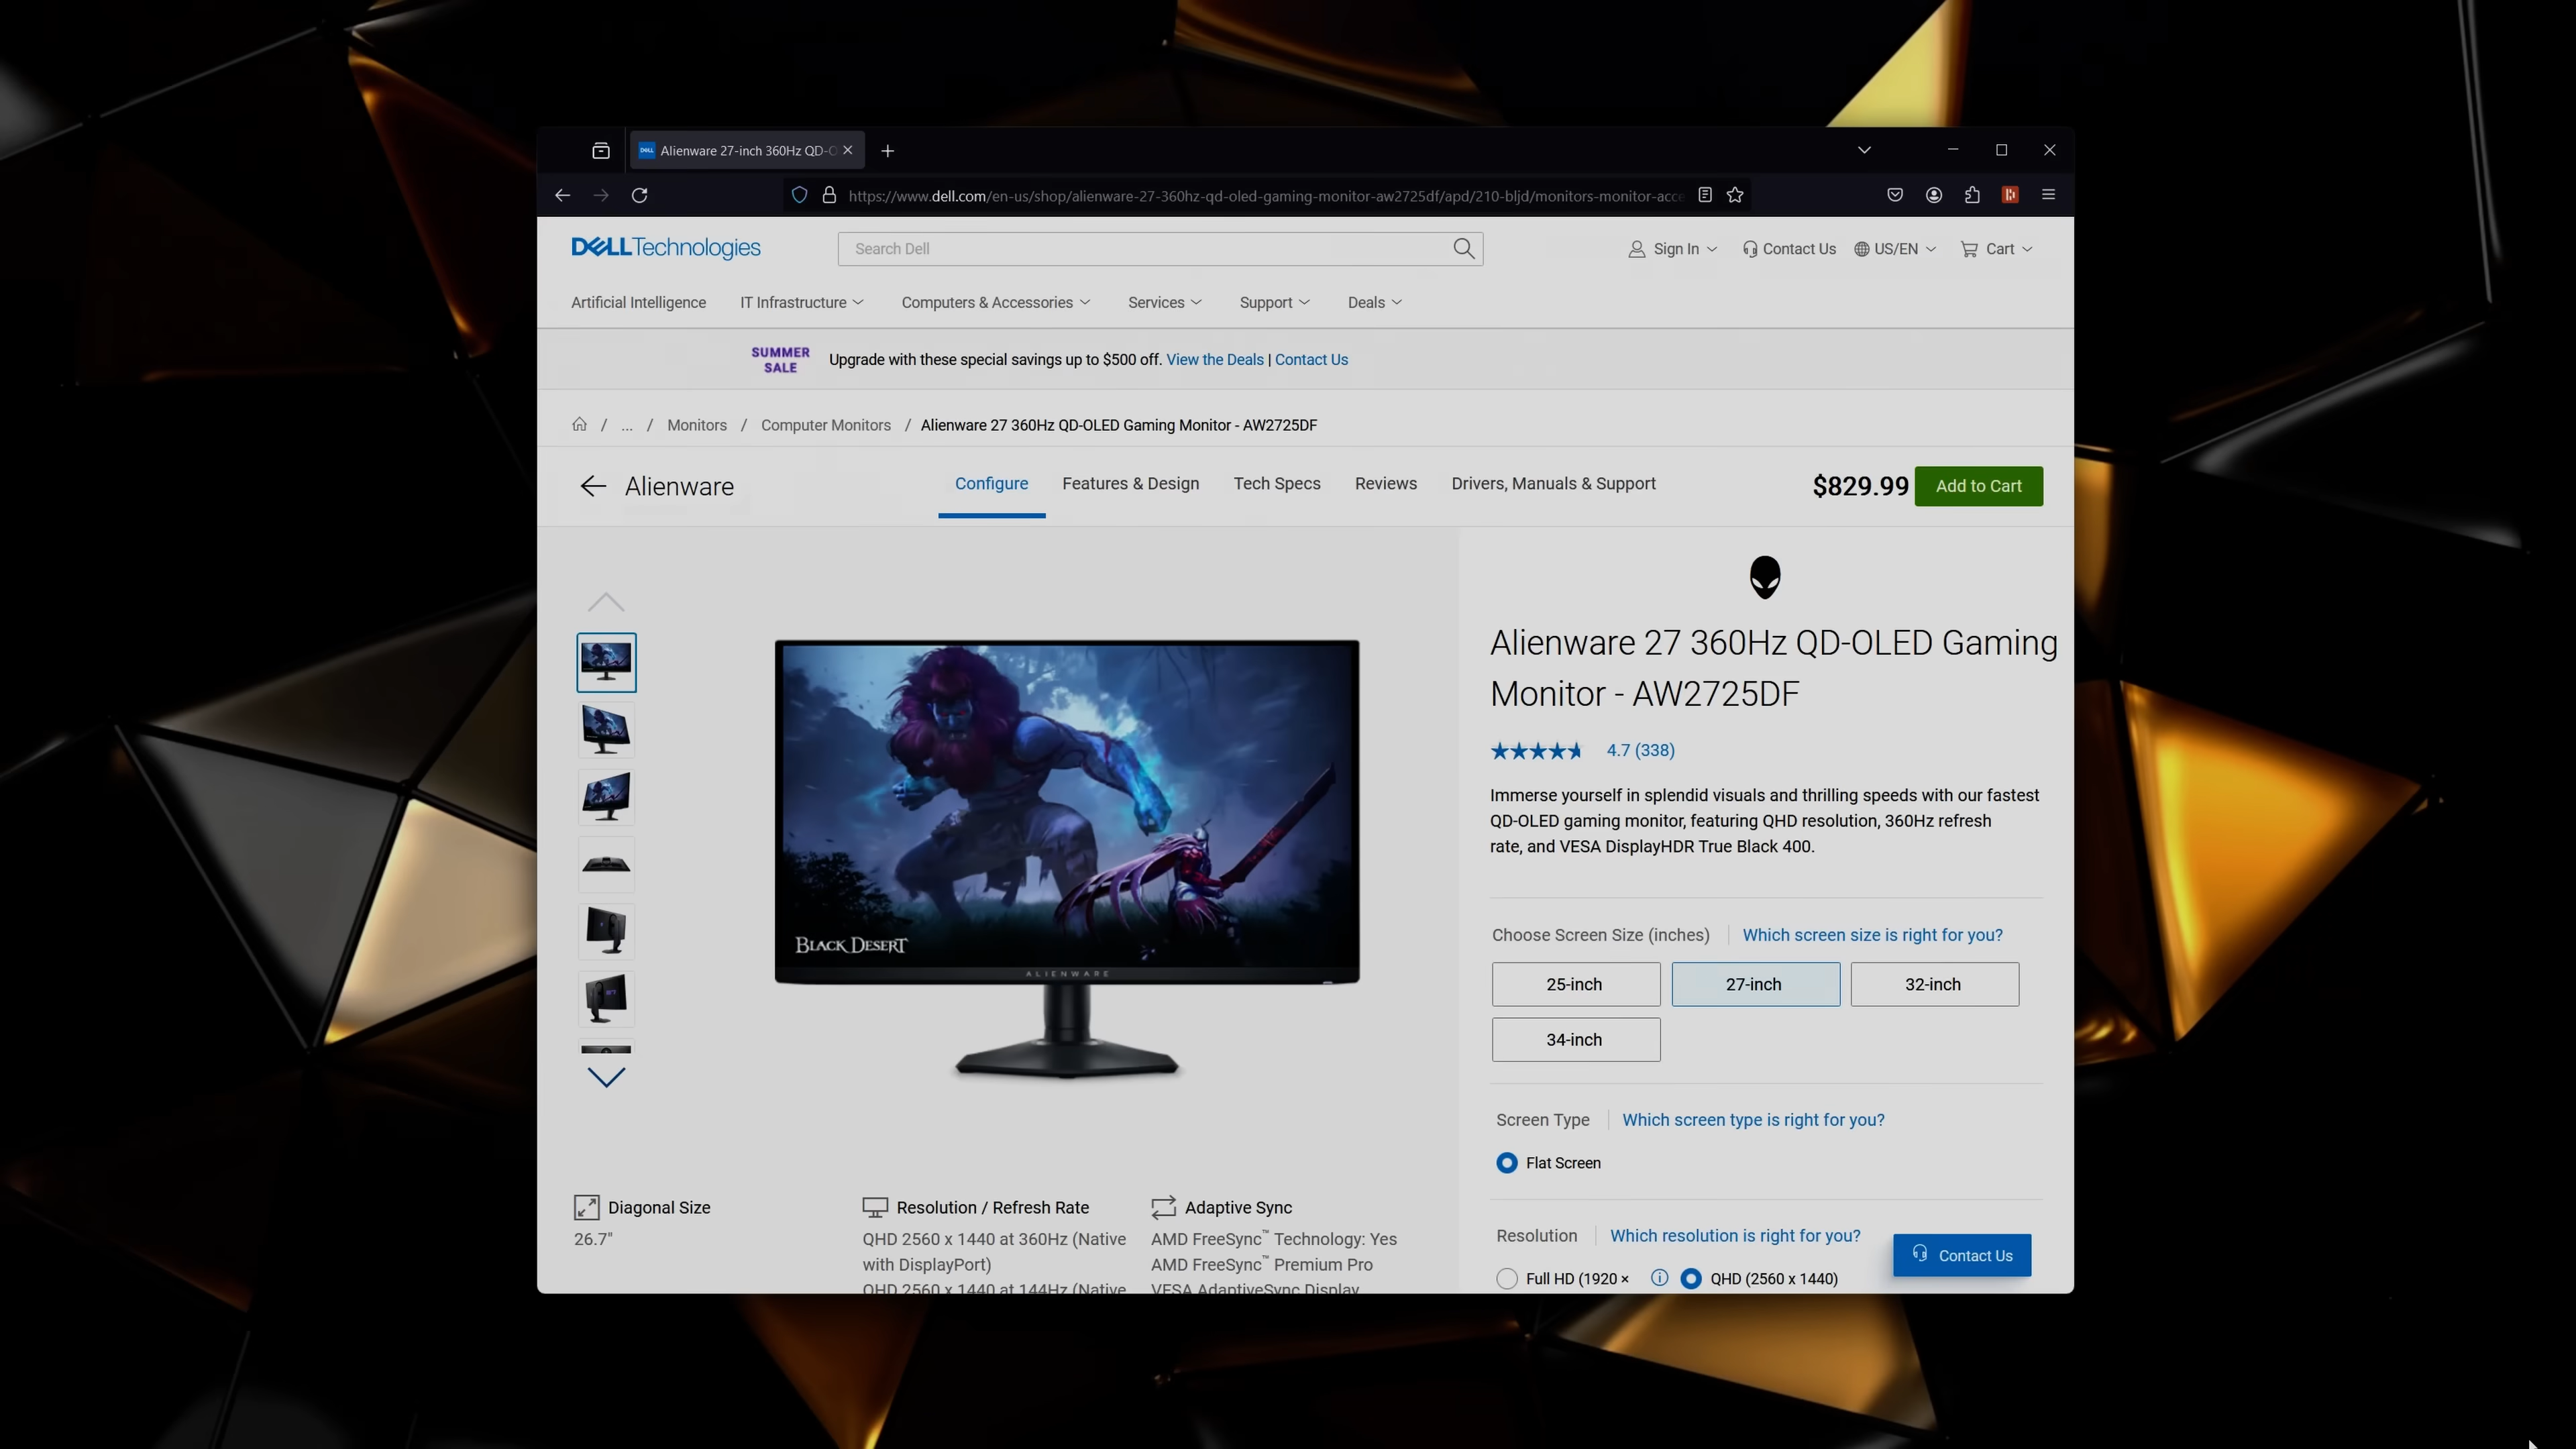 Alienware 27-inch 360Hz QD-O
https://www.dell.com/en-us/shop/alienware-27-360hz-qd-oled-gaming-monitor-aw2725df/apd/210-bljd/monitors-monitor-acce
DELL Technologies
Search Dell
Sign In
Contact Us
US/EN
Cart
Artificial Intelligence
IT Infrastructure
Computers & Accessories
Services
Support
Deals
SUMMER
SALE
Upgrade with these special savings up to $500 off. View the Deals | Contact Us
/ ... / Monitors / Computer Monitors / Alienware 27 360Hz QD-OLED Gaming Monitor - AW2725DF
Alienware
Configure
Features & Design
Tech Specs
Reviews
Drivers, Manuals & Support
$829.99
Add to Cart
BLACK DESERT
ALIENWARE
Alienware 27 360Hz QD-OLED Gaming
Monitor - AW2725DF
4.7 (338)
Immerse yourself in splendid visuals and thrilling speeds with our fastest
QD-OLED gaming monitor, featuring QHD resolution, 360Hz refresh
rate, and VESA DisplayHDR True Black 400.
Choose Screen Size (inches)
Which screen size is right for you?
25-inch
27-inch
32-inch
34-inch
Screen Type
Which screen type is right for you?
Flat Screen
Resolution
Which resolution is right for you?
Full HD (1920 ×
QHD (2560 x 1440)
Contact Us
Diagonal Size
26.7"
Resolution / Refresh Rate
QHD 2560 x 1440 at 360Hz (Native
with DisplayPort)
QHD 2560 x 1440 at 144Hz (Native
Adaptive Sync
AMD FreeSync™ Technology: Yes
AMD FreeSync™ Premium Pro
VESA AdaptiveSync Display